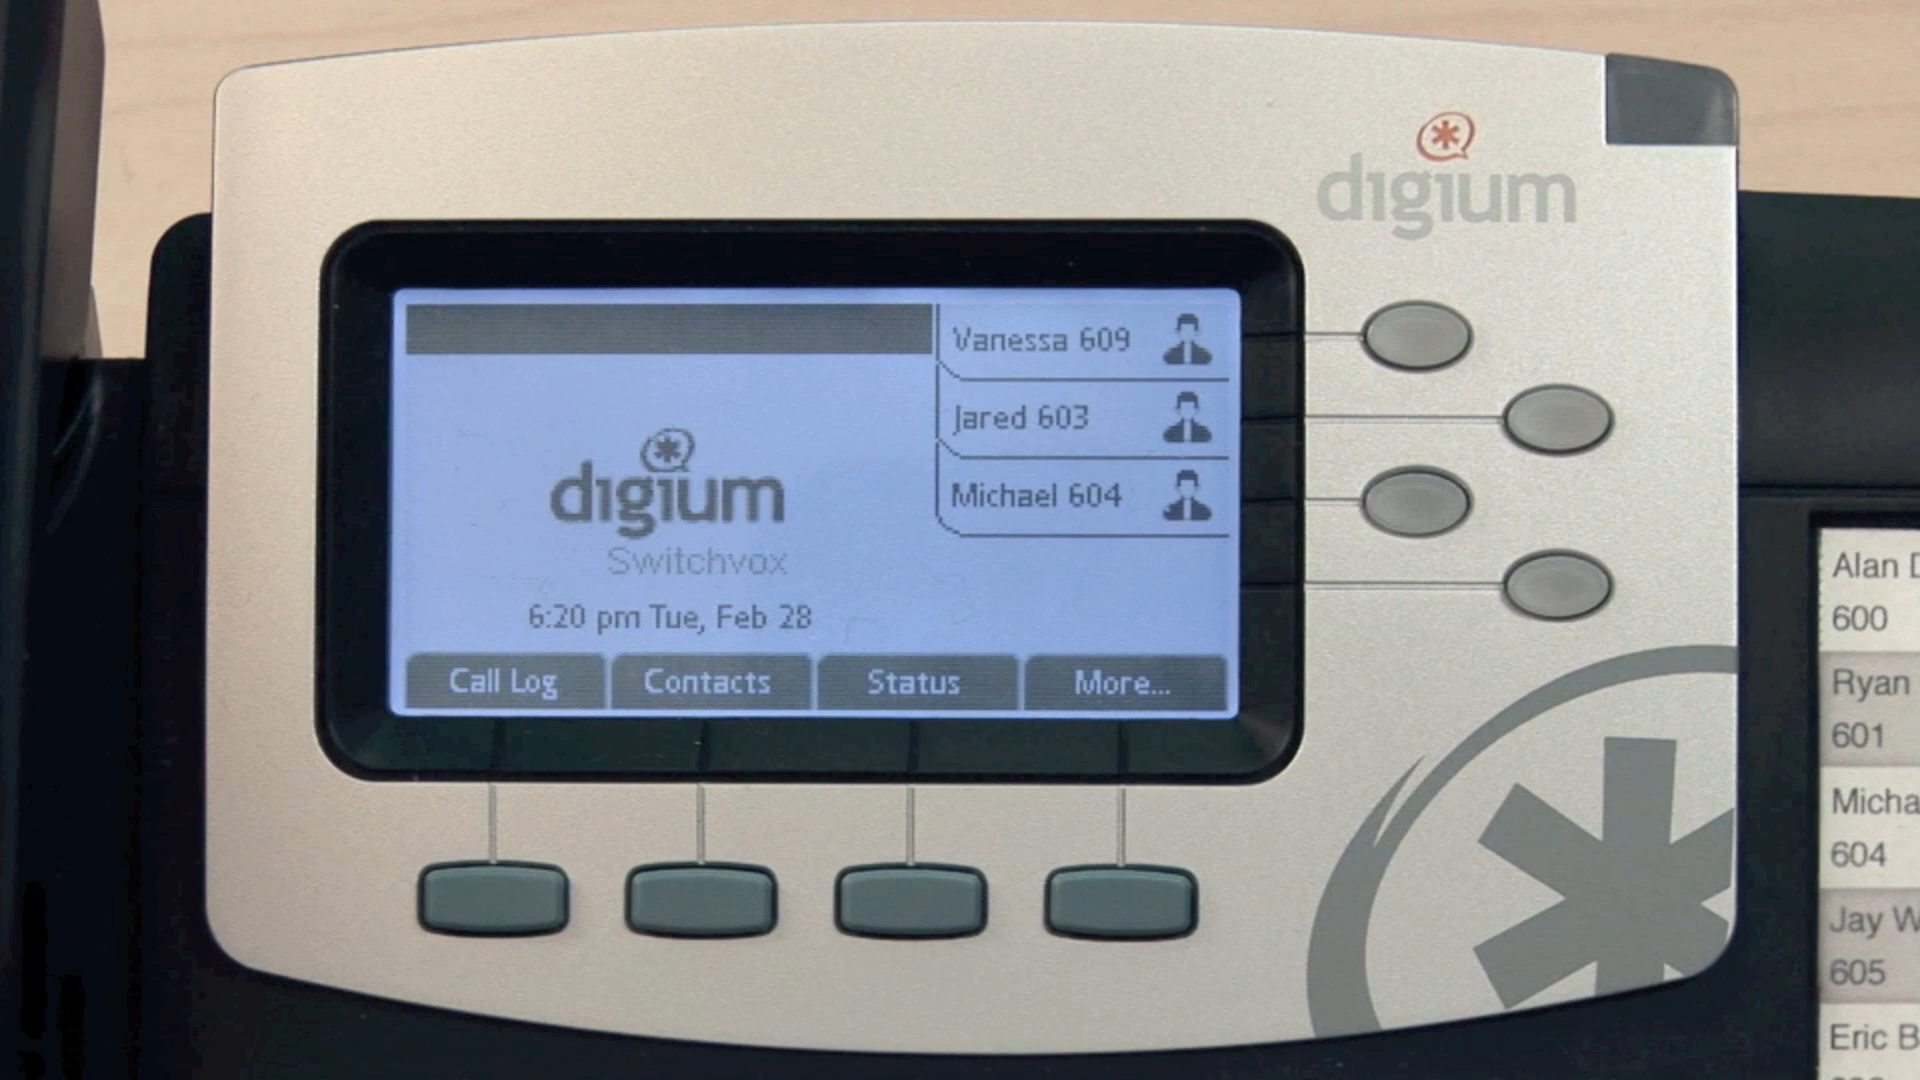 digium
Vanessa 609
Jared 603
Michael 604
digium
Switchvox
6:20 pm Tue, Feb 28
Call Log
Contacts
Status
More...
Alan
600
Ryan
601
Micha
604
Jay W
605
Eric B